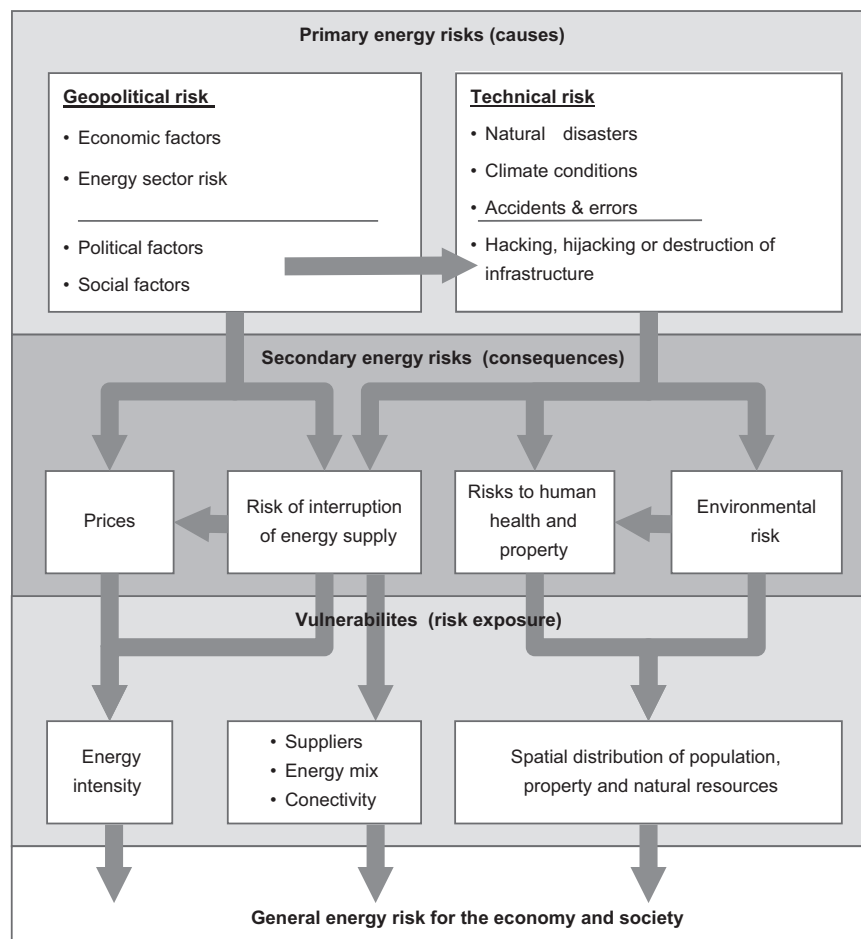 Primary energy risks (causes)
Geopolitical risk
• Economic factors
• Energy sector risk
• Political factors
• Social factors
Technical risk
• Natural disasters
• Climate conditions
• Accidents & errors
• Hacking, hijacking or destruction of
infrastructure
Secondary energy risks (consequences)
Prices
Risk of interruption
of energy supply
Risks to human
health and
property
Environmental
risk
Vulnerabilites (risk exposure)
Energy
intensity
• Suppliers
• Energy mix
• Conectivity
Spatial distribution of population,
property and natural resources
General energy risk for the economy and society